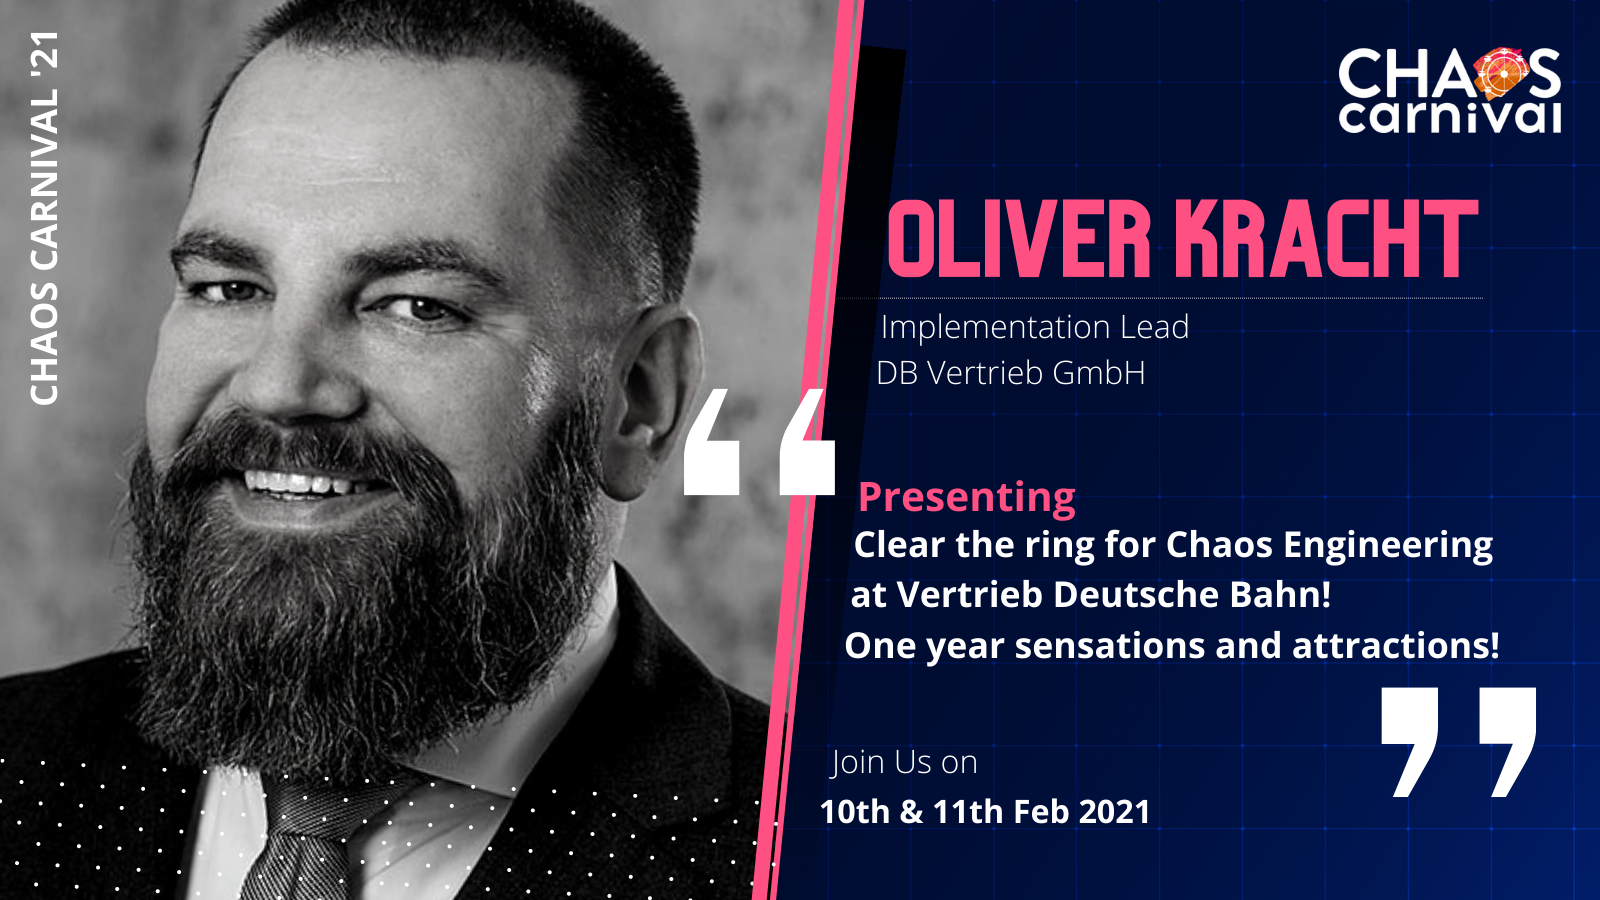 CHAOS CARNIVAL '21
CHAOS
carnival
OLIVER KRACHT
Implementation Lead
DB Vertrieb GmbH
“
Presenting
Clear the ring for Chaos Engineering
at Vertrieb Deutsche Bahn!
One year sensations and attractions!
”
Join Us on
10th & 11th Feb 2021